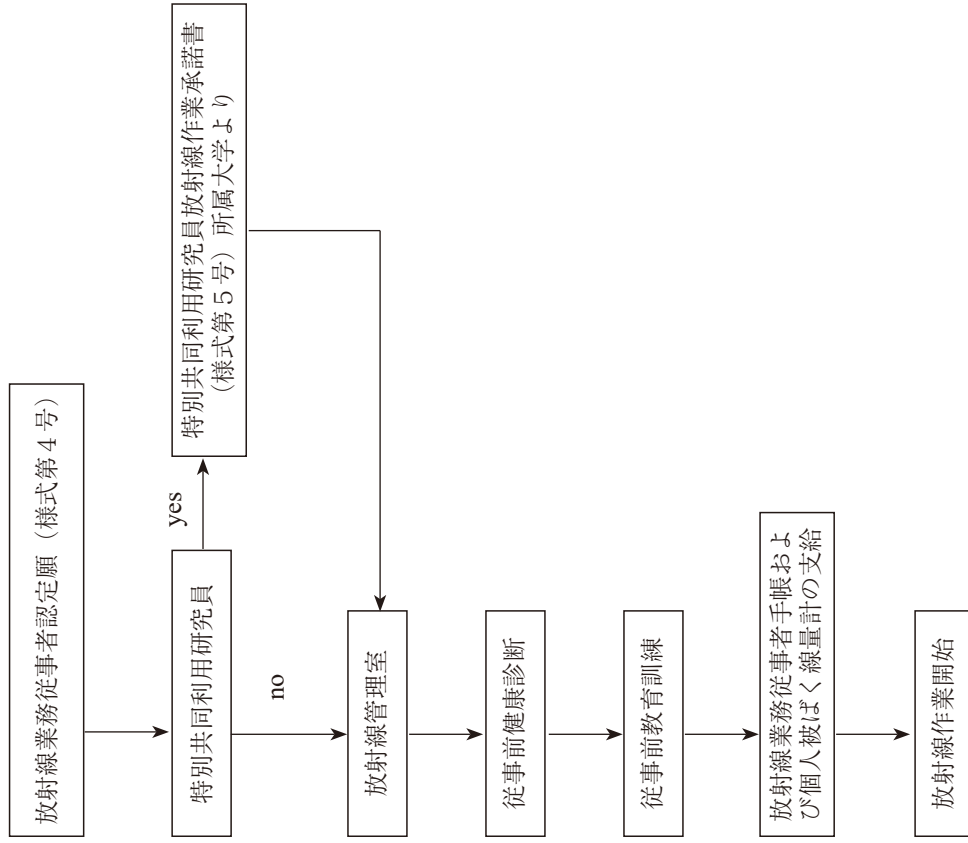 放射線業務従事者認定願（様式第４号）
特別共同利用研究員
yes
特別共同利用研究員放射線作業承諾書
（様式第５号）所属大学より
no
放射線管理室
従事前健康診断
従事前教育訓練
放射線業務従事者手帳およ
び個人被ばく線量計の支給
放射線作業開始